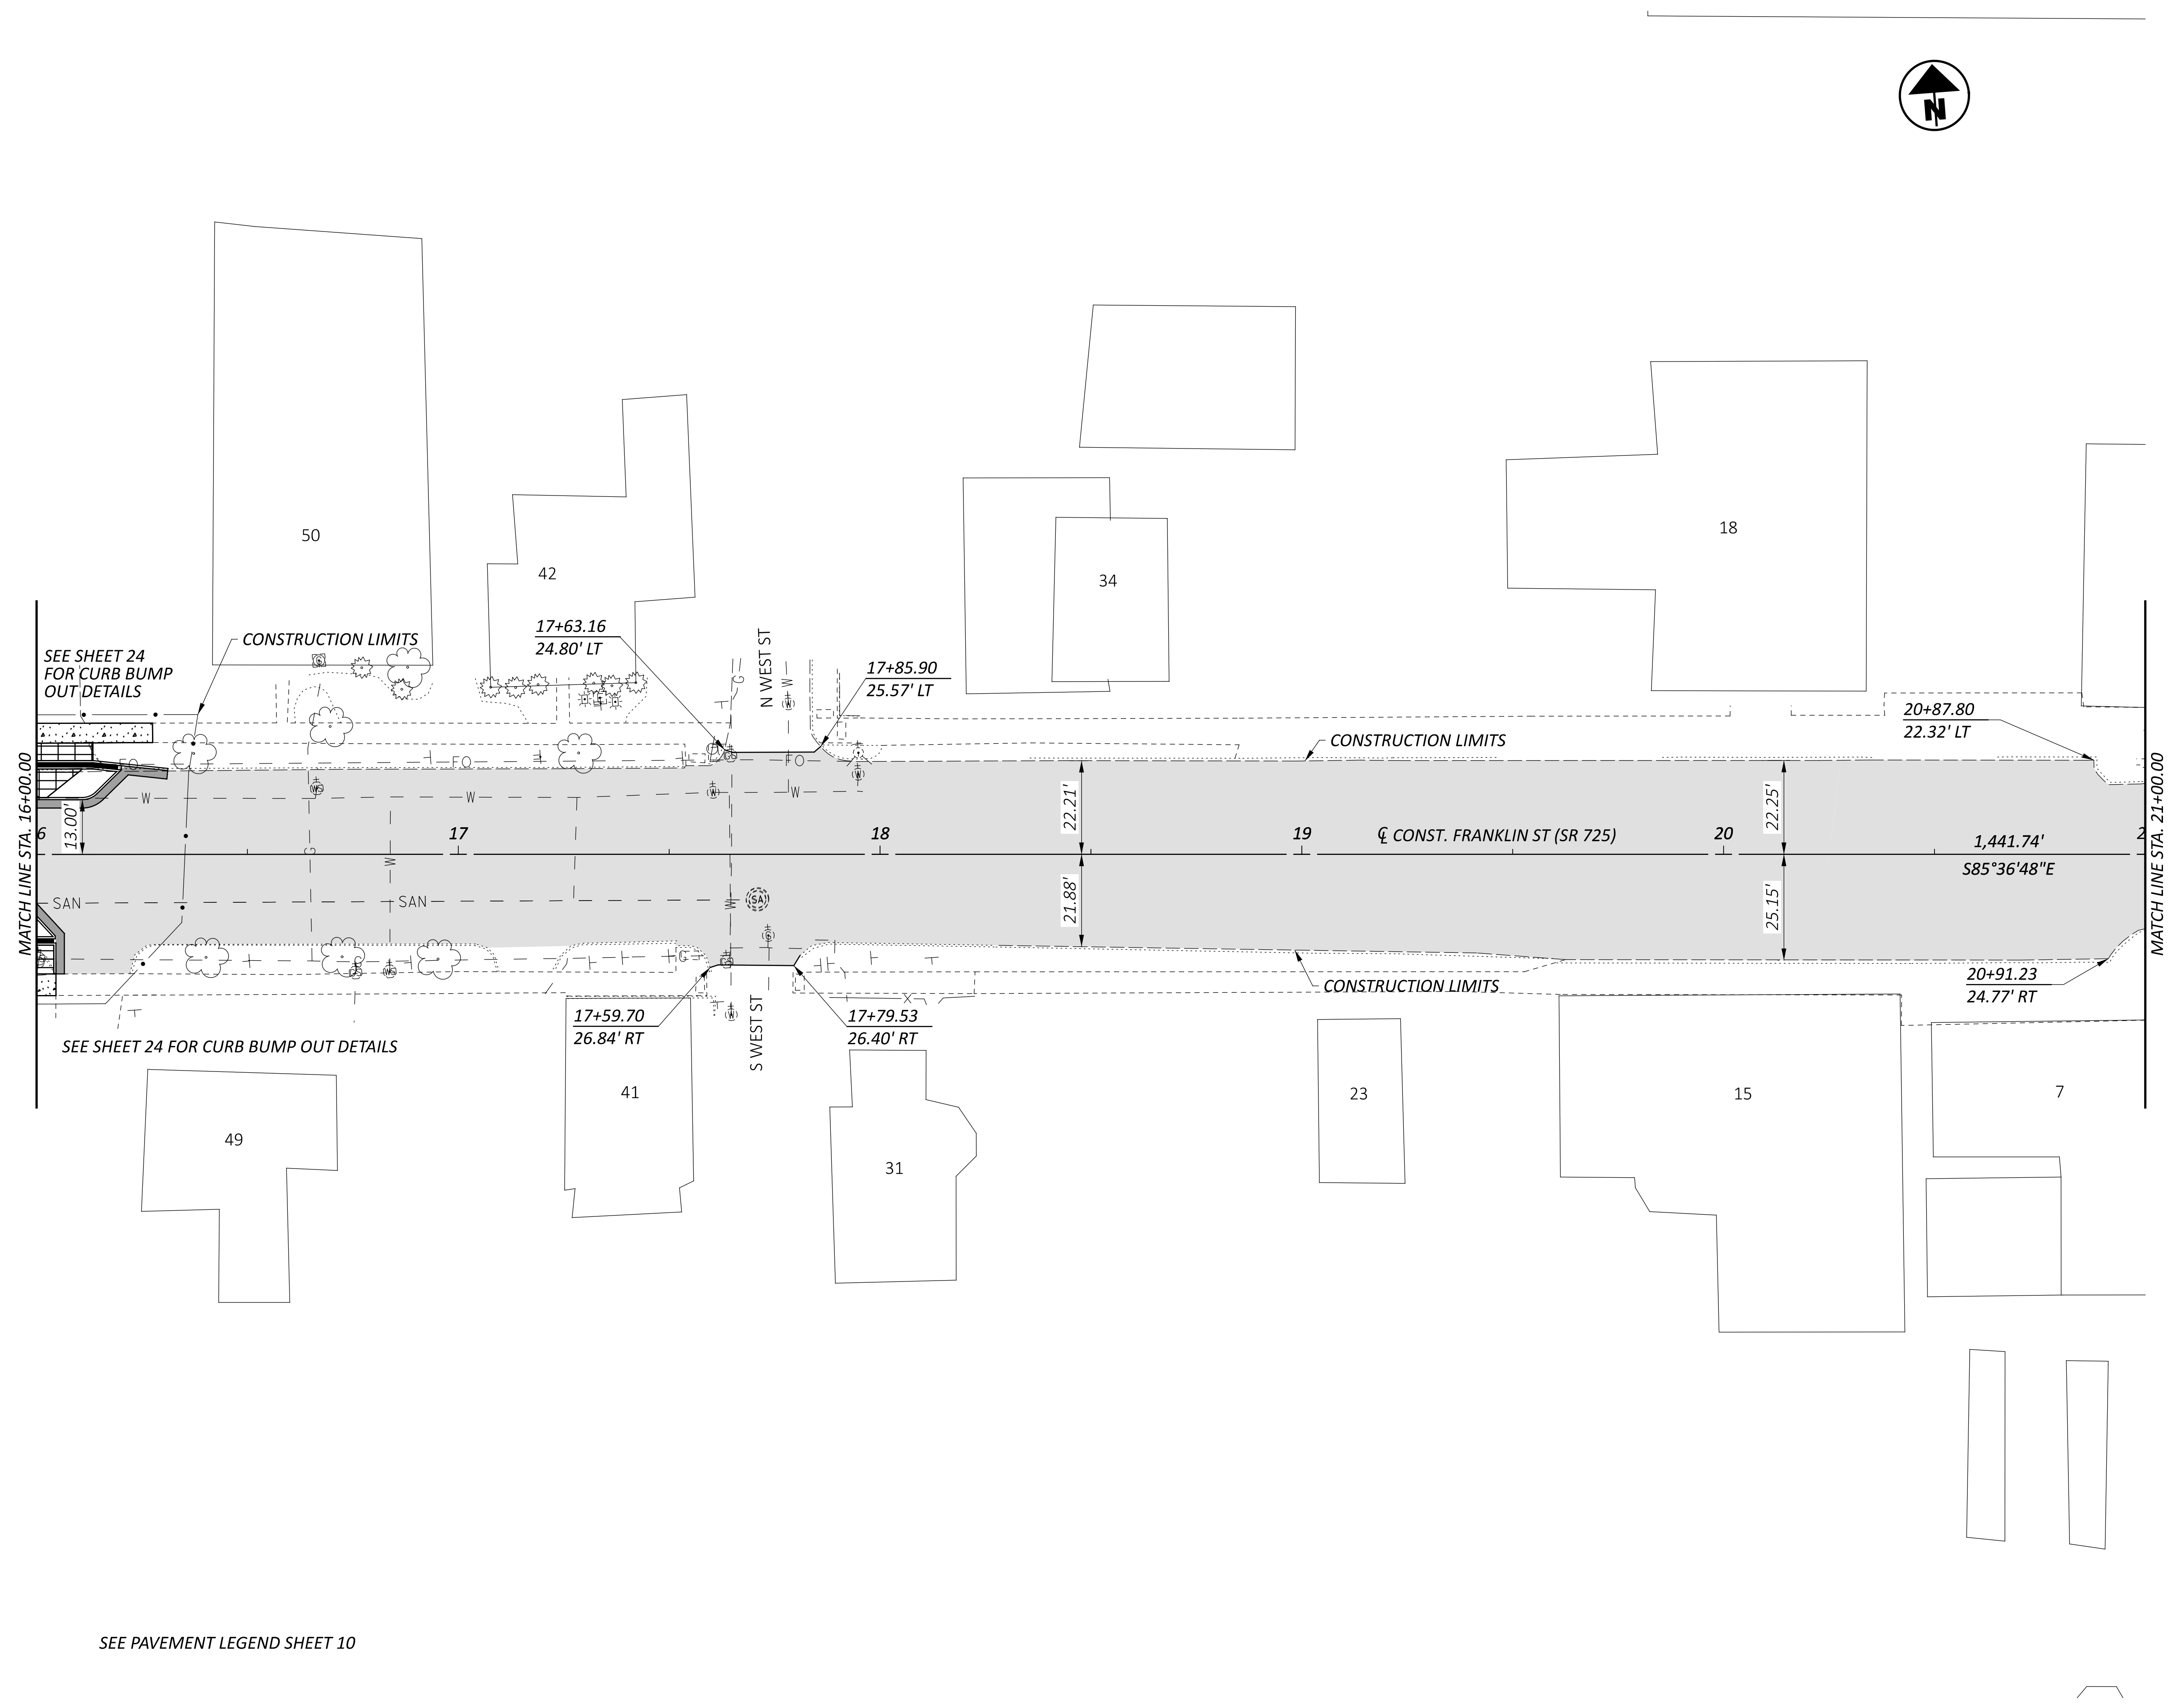 N
50
42
34
18
CONSTRUCTION LIMITS
SEE SHEET 24
FOR CURB BUMP
OUT DETAILS
17+63.16
24.80' LT
N WEST ST
17+85.90
25.57' LT
20+87.80
22.32' LT
CONSTRUCTION LIMITS
G
W
W
FO
FO
FO
W
W
W
W
WS
W
W
MATCH LINE STA. 16+00.00
6
13.00'
17
18
22.21'
19
℄ CONST. FRANKLIN ST (SR 725)
22.25'
20
1,441.74'
S85°36'48"E
2
MATCH LINE STA. 21+00.00
G
W
SAN
SAN
W
SA
21.88'
25.15'
G
G
WS
W
X
CONSTRUCTION LIMITS
20+91.23
24.77' RT
17+59.70
26.84' RT
S WEST ST
17+79.53
26.40' RT
SEE SHEET 24 FOR CURB BUMP OUT DETAILS
49
41
31
23
15
7
SEE PAVEMENT LEGEND SHEET 10